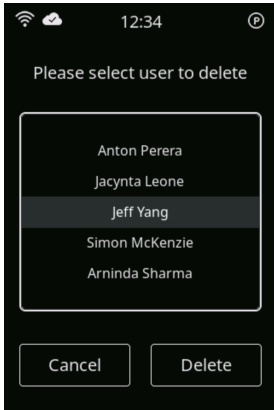 12:34
P
Please select user to delete
Anton Perera
Jacynta Leone
Jeff Yang
Simon McKenzie
Arninda Sharma
Cancel
Delete